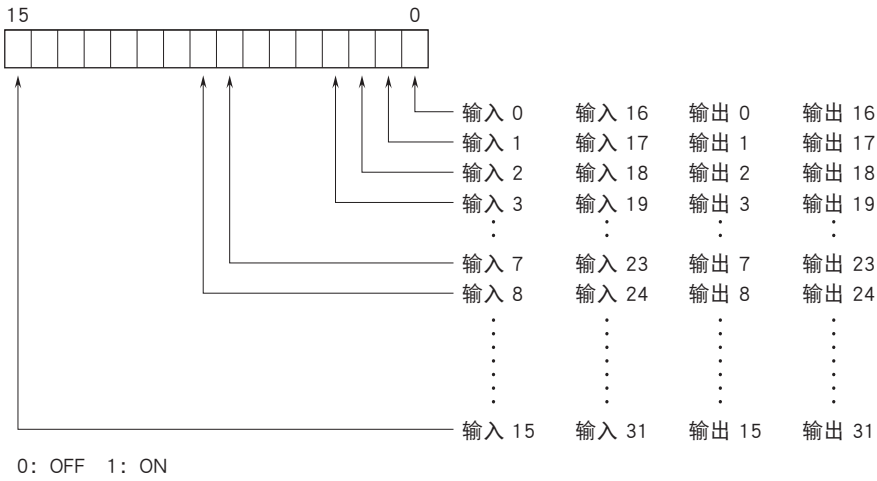 15 0
输入 0 输入 16 输出 0 输出 16
输入 1 输入 17 输出 1 输出 17
输入 2 输入 18 输出 2 输出 18
输入 3 输入 19 输出 3 输出 19
输入 7 输入 23 输出 7 输出 23
输入 8 输入 24 输出 8 输出 24
输入 15 输入 31 输出 15 输出 31
0: OFF 1: ON